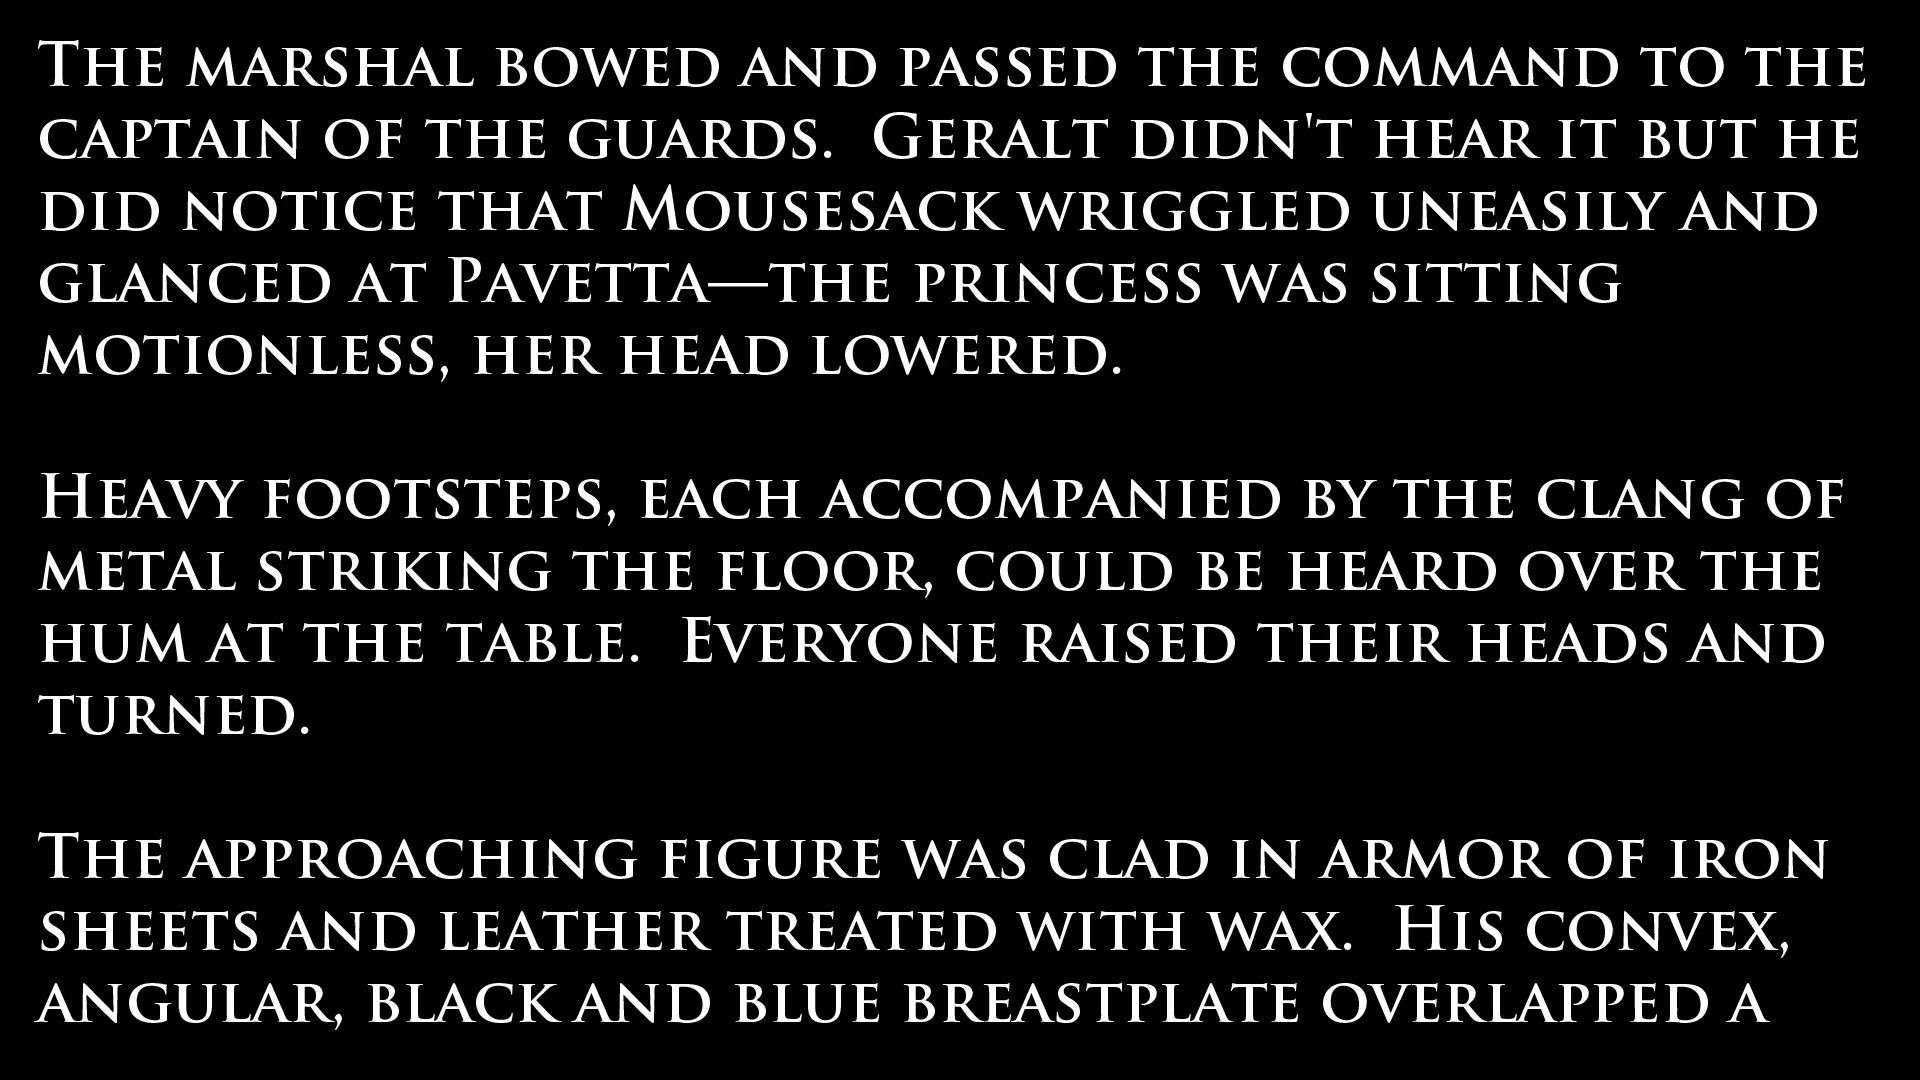 The marshal bowed and passed the command to the
captain of the guards.  Geralt didn't hear it but he
did notice that Mousesack wriggled uneasily and
glanced at Pavetta—the princess was sitting
motionless, her head lowered.

Heavy footsteps, each accompanied by the clang of
metal striking the floor, could be heard over the
hum at the table.  Everyone raised their heads and
turned.

The approaching figure was clad in armor of iron
sheets and leather treated with wax.  His convex,
angular, black and blue breastplate overlapped a